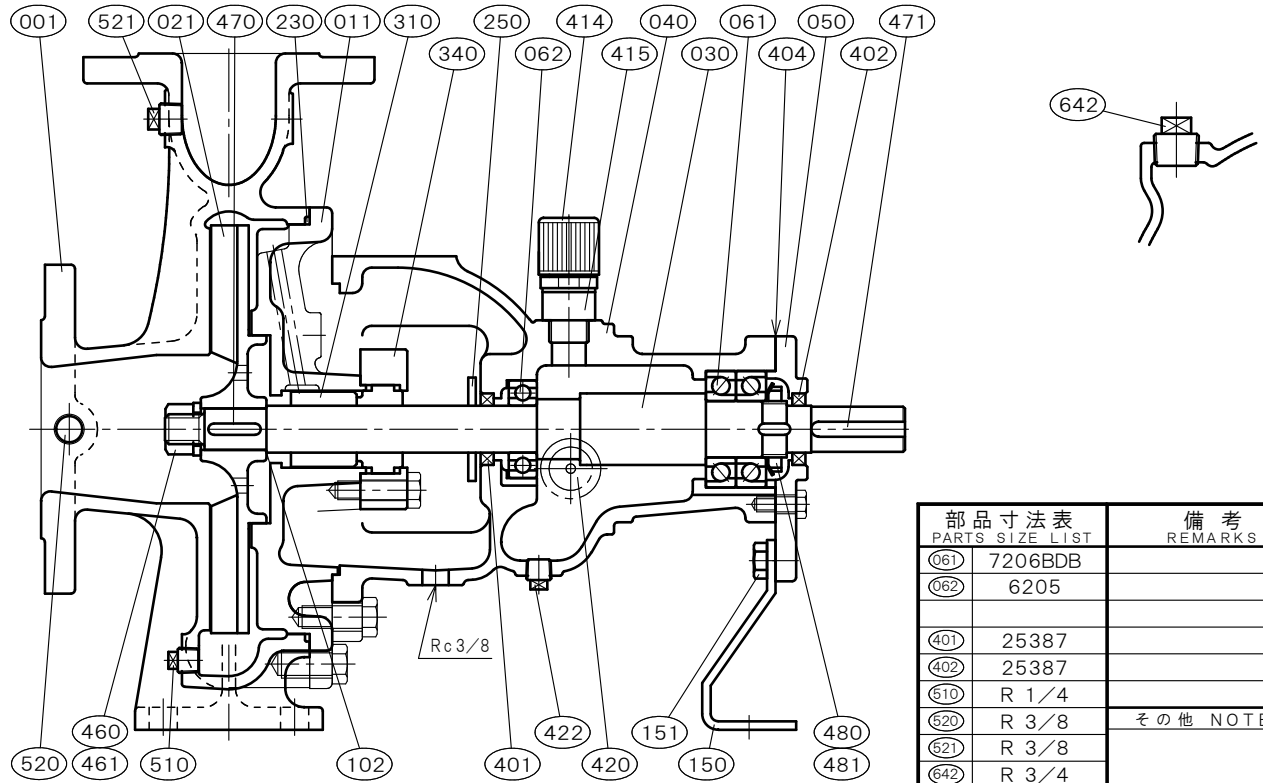 001 521 021 470 230 011 310 250 414 040 061 050 471
340 062 415 030 404 402
642
Rc3/8
460 422 151 480
461 481
520 510 102 401 420 150
部品寸法表 備考
PARTS SIZE LIST REMARKS
061 7206BDB
062 6205
401 25387
402 25387
510 R 1/4
520 R 3/8 その他 NOTE
521 R 3/8
642 R 3/4